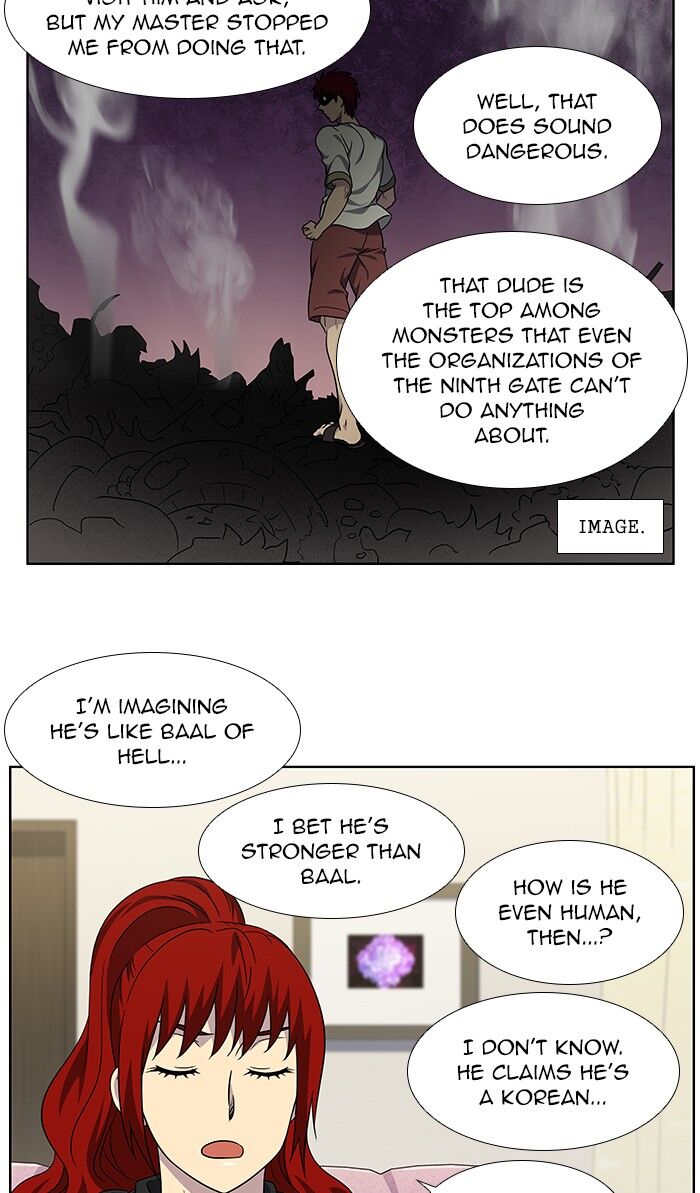 BUT MY MASTER STOPPED
ME FROM DOING THAT.
WELL, THAT
DOES SOUND
DANGEROUS.
THAT DUDE IS
THE TOP AMONG
MONSTERS THAT EVEN
THE ORGANIZATIONS OF
THE NINTH GATE CAN'T
DO ANYTHING
ABOUT.
IMAGE.
I'M IMAGINING
HE'S LIKE BAAL OF
HELL...
I BET HE'S
STRONGER THAN
BAAL.
HOW IS HE
EVEN HUMAN,
THEN...?
I DON'T KNOW.
HE CLAIMS HE'S
A KOREAN...